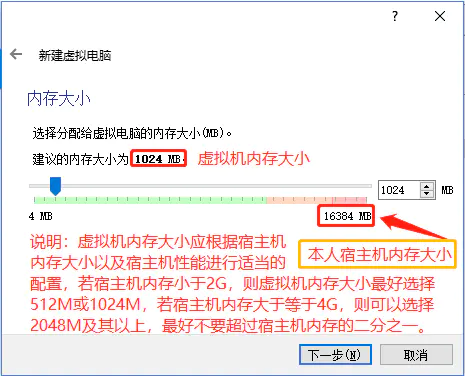 ?
新建虚拟电脑
内存大小
选择分配给虚拟电脑的内存大小(MB)。
建议的内存大小为 1024 MB. 虚拟机内存大小
1024 MB
4 MB 16384 MB
说明：虚拟机内存大小应根据宿主机
本人宿主机内存大小
内存大小以及宿主机性能进行适当的
配置，若宿主机内存小于2G，则虚拟机内存大小最好选择
512M或1024M，若宿主机内存大于等于4G，则可以选择
2048M及其以上，最好不要超过宿主机内存的二分之一。
下一步(N) 取消